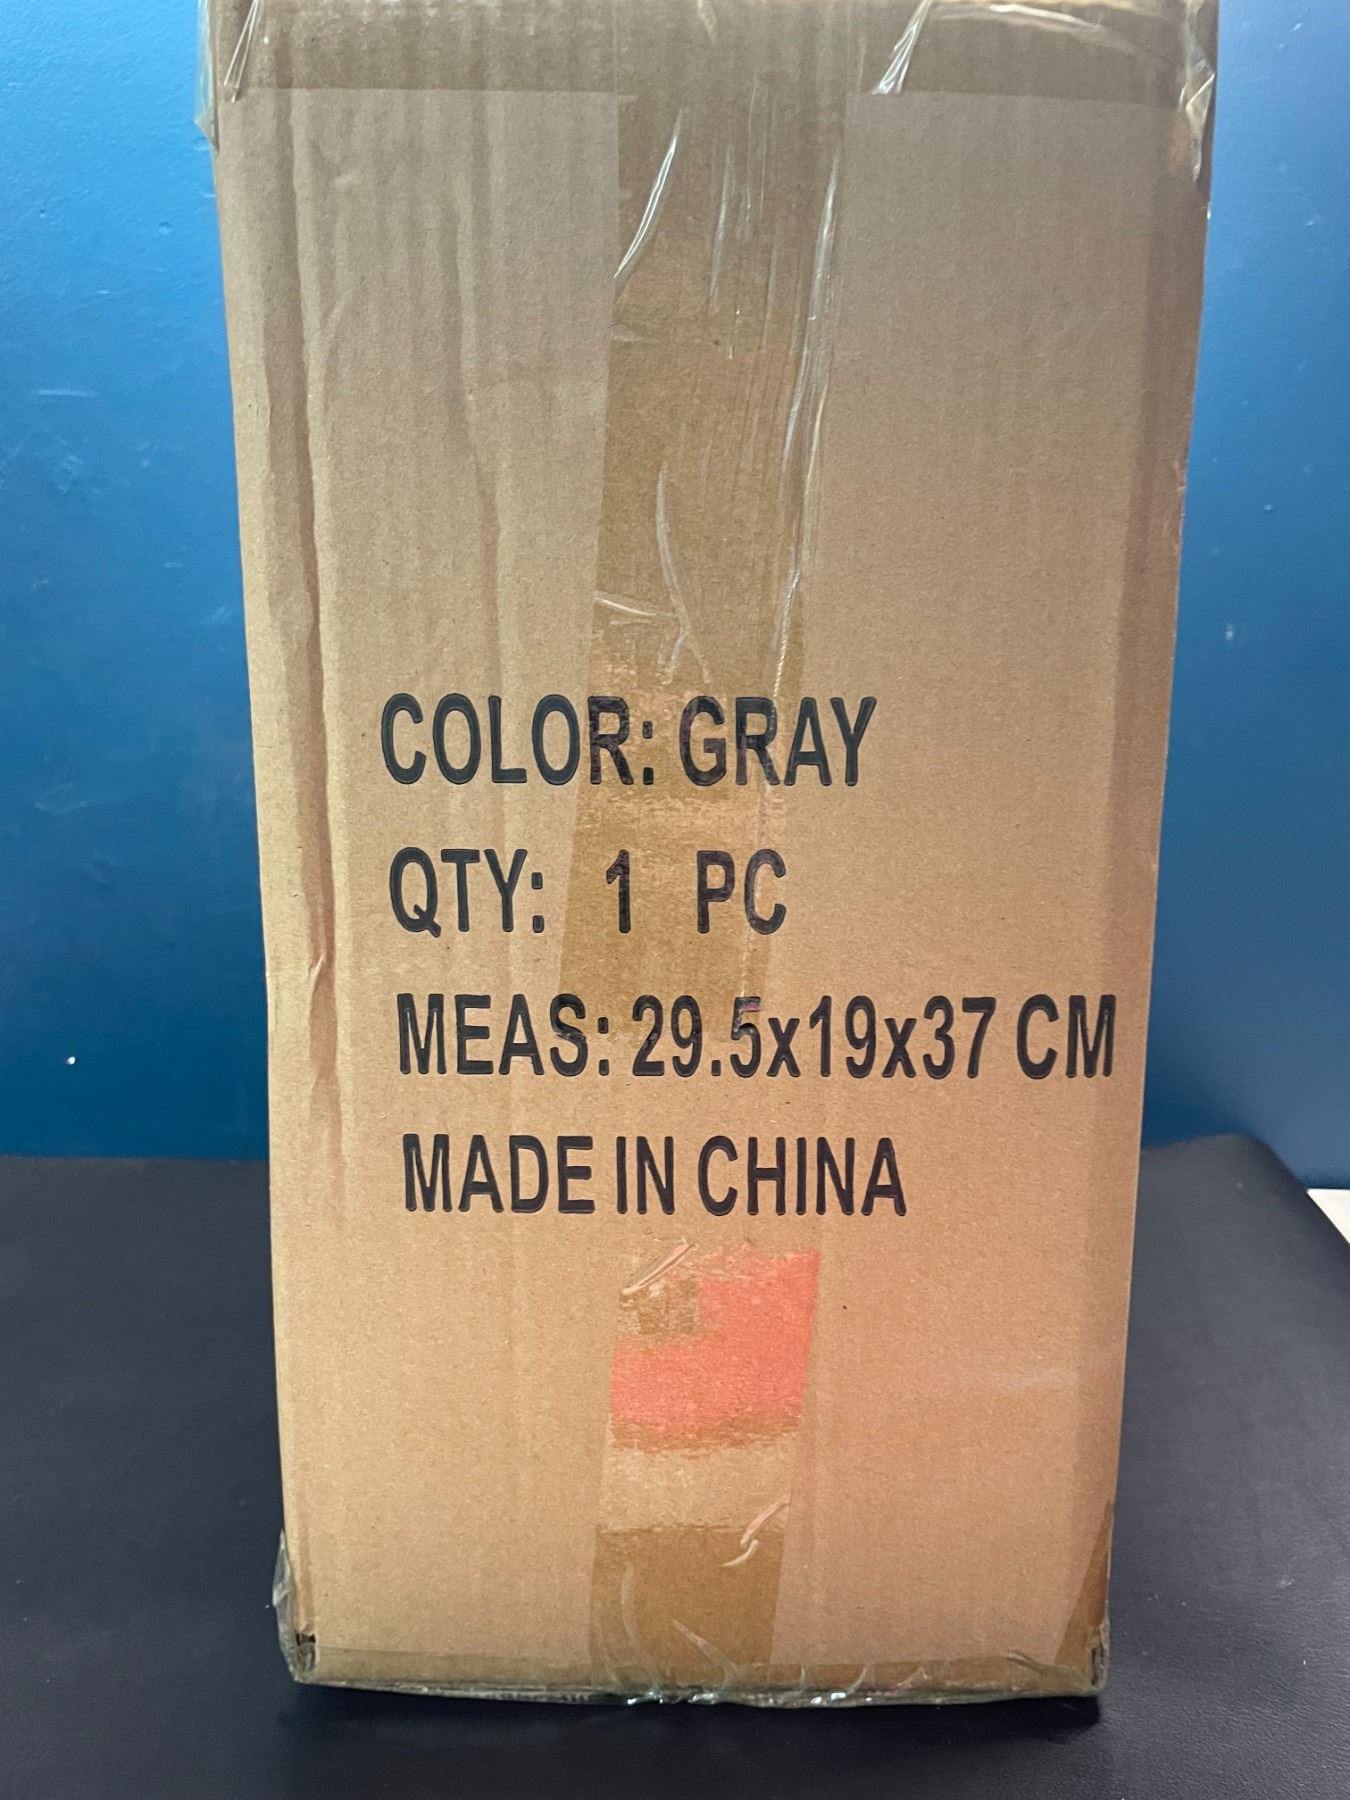 COLOR: GRAY
QTY: 1 PC
MEAS: 29.5x19x37 CM
MADE IN CHINA